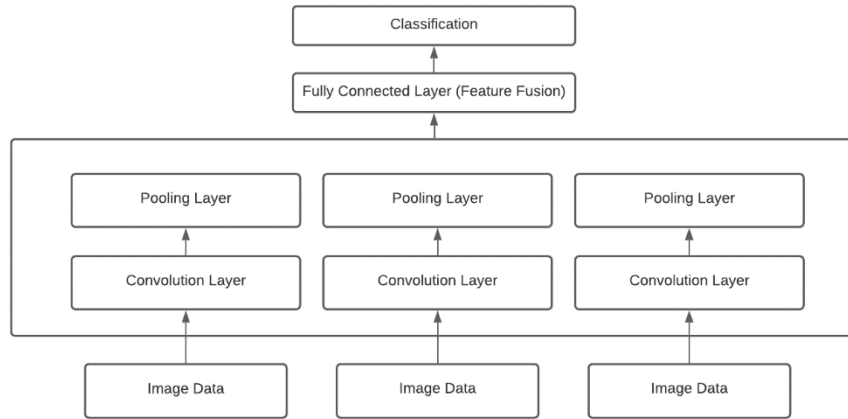 Classification
Fully Connected Layer (Feature Fusion)
Pooling Layer
Pooling Layer
Pooling Layer
Convolution Layer
Convolution Layer
Convolution Layer
Image Data
Image Data
Image Data